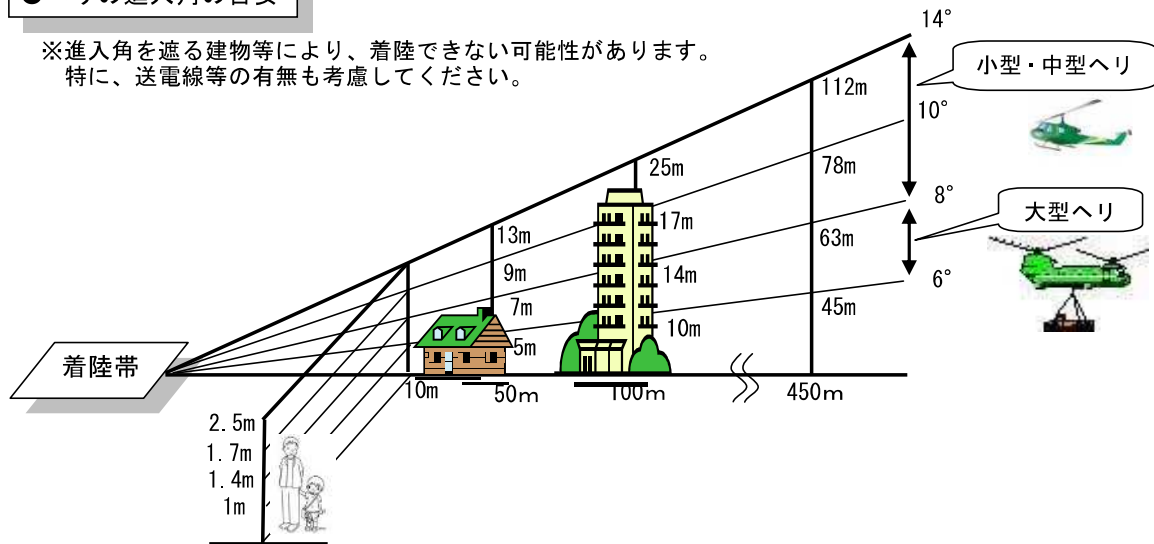 ※進入角を遮る建物等により、着陸できない可能性があります。
特に、送電線等の有無も考慮してください。
14°
小型・中型ヘリ
112m
10°
25m
78m
8°
大型ヘリ
17m
13m
63m
9m
14m
6°
7m
45m
10m
5m
着陸帯
10m
50m
100m
450m
2.5m
1.7m
1.4m
1m